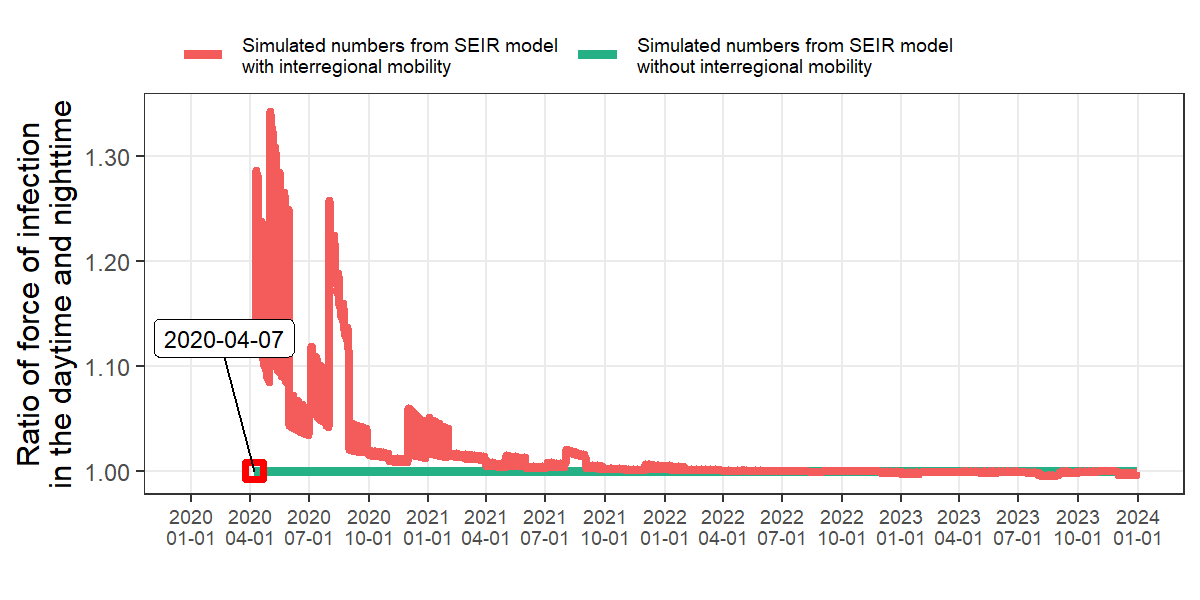 Simulated numbers from SEIR model
with interregional mobility
Simulated numbers from SEIR model
without interregional mobility
Ratio of force of infection
in the daytime and nighttime
1.30
1.20
1.10
1.00
2020-04-07
2020 2020 2020 2020 2021 2021 2021 2021 2022 2022 2022 2022 2023 2023 2023 2023 2024
01-01 04-01 07-01 10-01 01-01 04-01 07-01 10-01 01-01 04-01 07-01 10-01 01-01 04-01 07-01 10-01 01-01